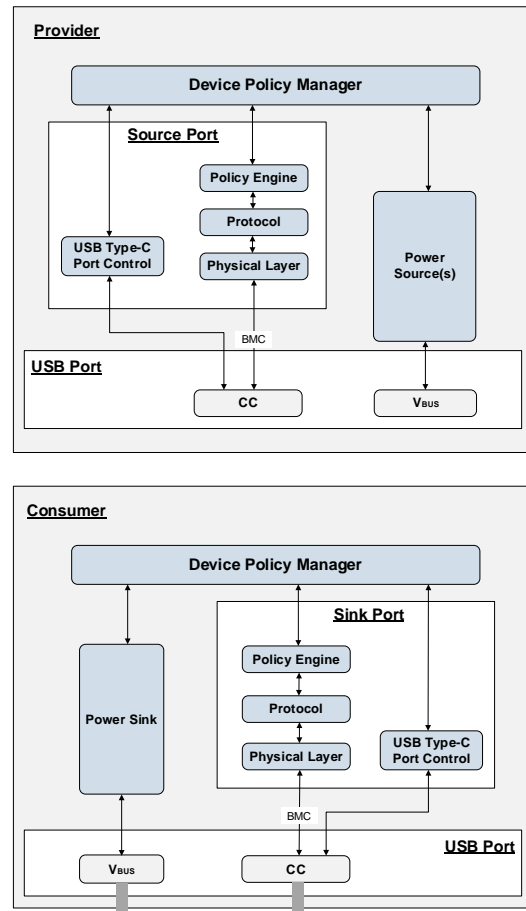 Provider
Device Policy Manager
Source Port
Policy Engine
Protocol
USB Type-C
Port Control
Physical Layer
Power
Source(s)
BMC
USB Port
CC
VBUS
Consumer
Device Policy Manager
Sink Port
Policy Engine
Power Sink
Protocol
Physical Layer
USB Type-C
Port Control
BMC
USB Port
VBUS
CC